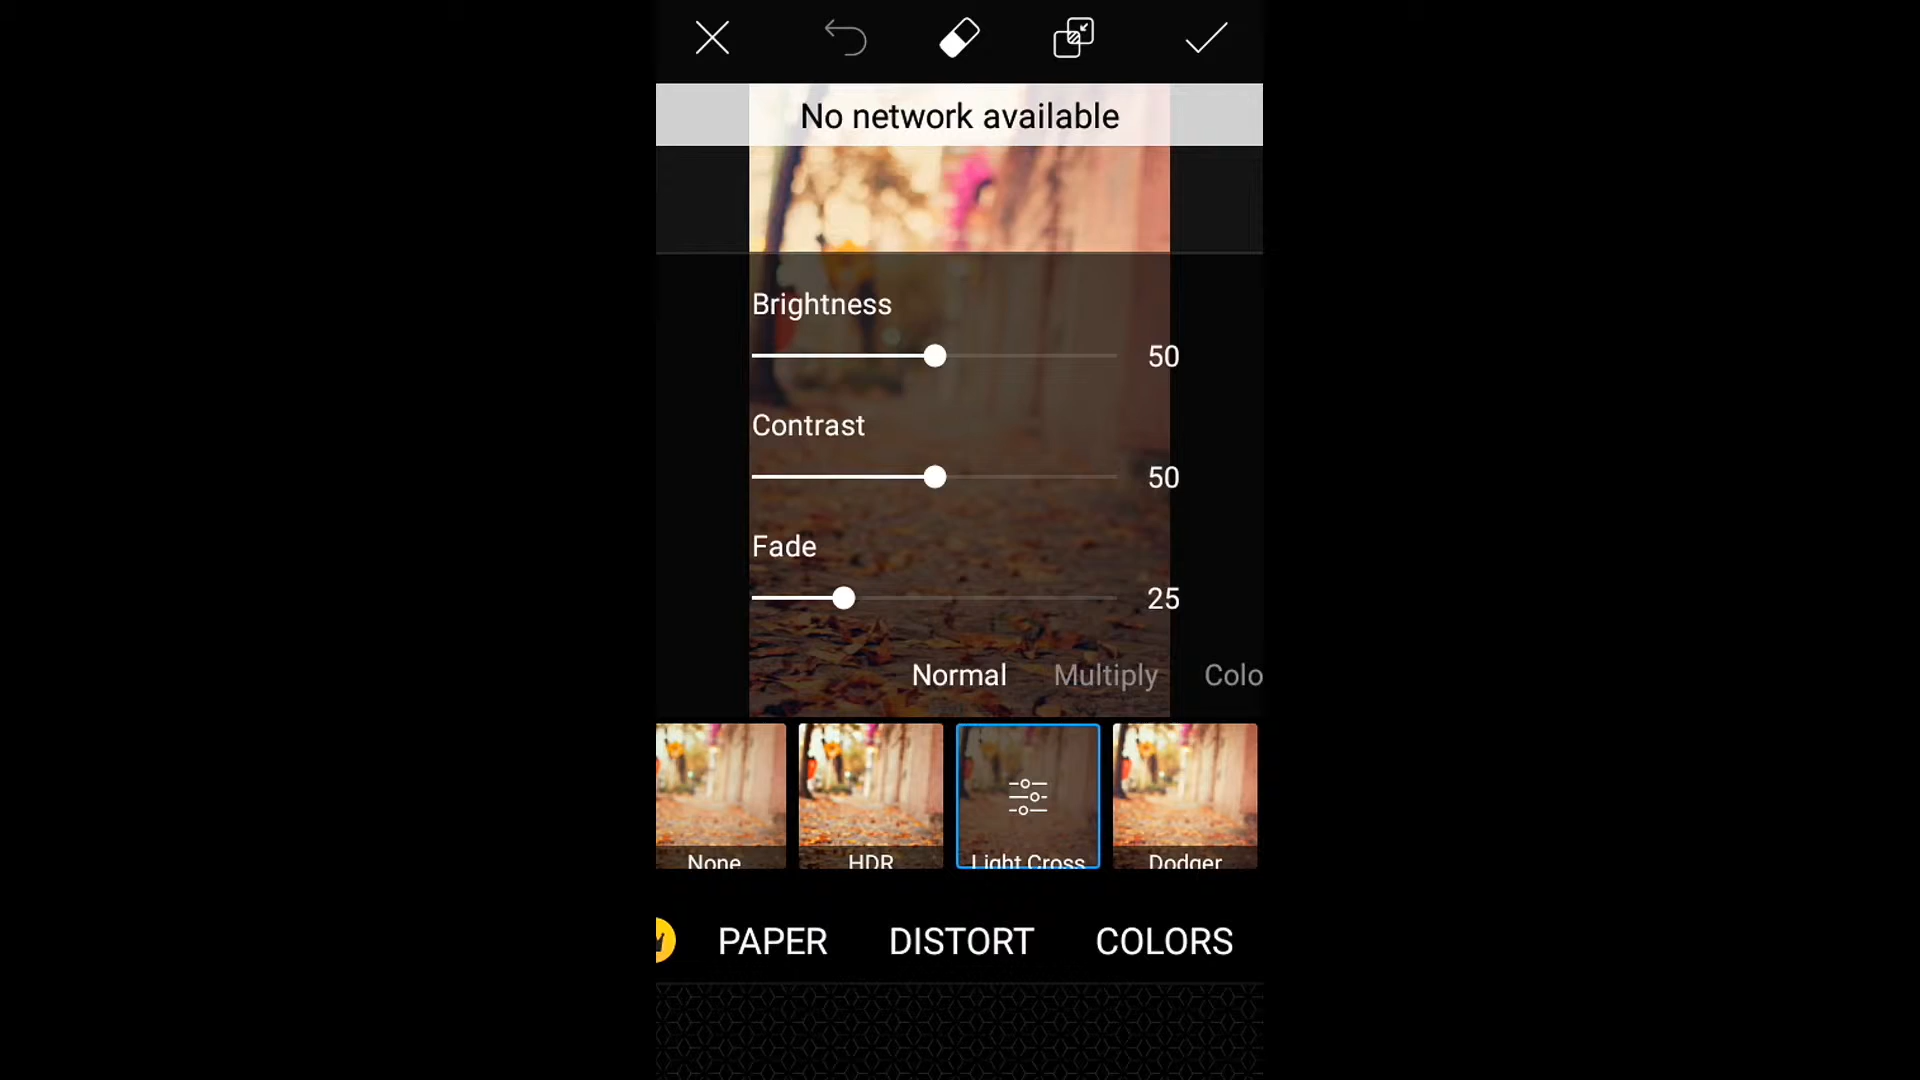 No network available
Brightness
50
Contrast
50
Fade
25
Normal Multiply Colo
None HDR Light Cross Dodger
PAPER DISTORT COLORS